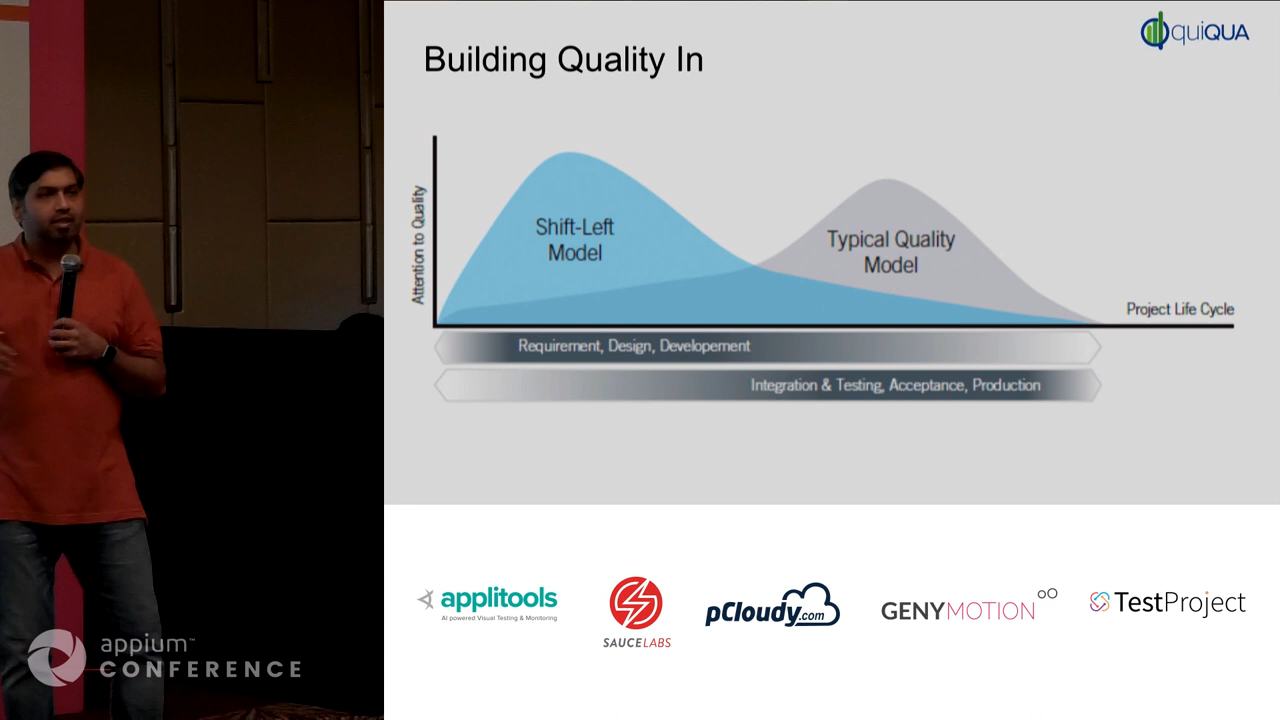 quiQUA
Building Quality In
Attention to Quality
Shift-Left
Model
Typical Quality
Model
Project Life Cycle
Requirement, Design, Developement
Integration & Testing, Acceptance, Production
applitools
AI powered Visual Testing & Monitoring
SAUCELABS
pCloudy.com
GENYMOTION
TestProject
appium™
CONFERENCE